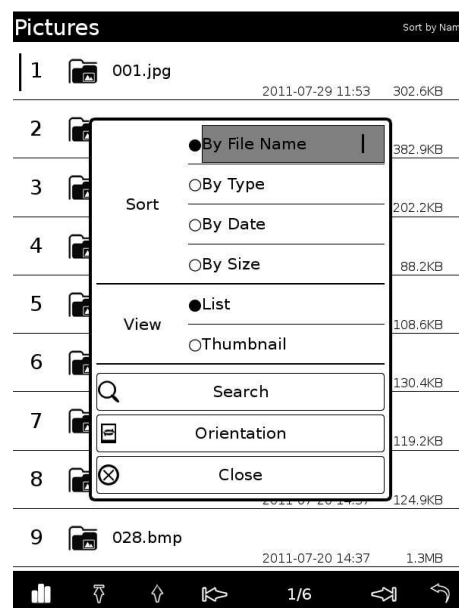 Pictures Sort by Nam
1 001.jpg
2011-07-29 11:53 302.6KB
2
By File Name
382.9KB
3
By Type
202.2KB
Sort
By Date
4
By Size
88.2KB
5
List
108.6KB
View
Thumbnail
6
130.4KB
Search
7
Orientation
119.2KB
8
Close
124.9KB
9 028.bmp
2011-07-20 14:37 1.3MB
1/6